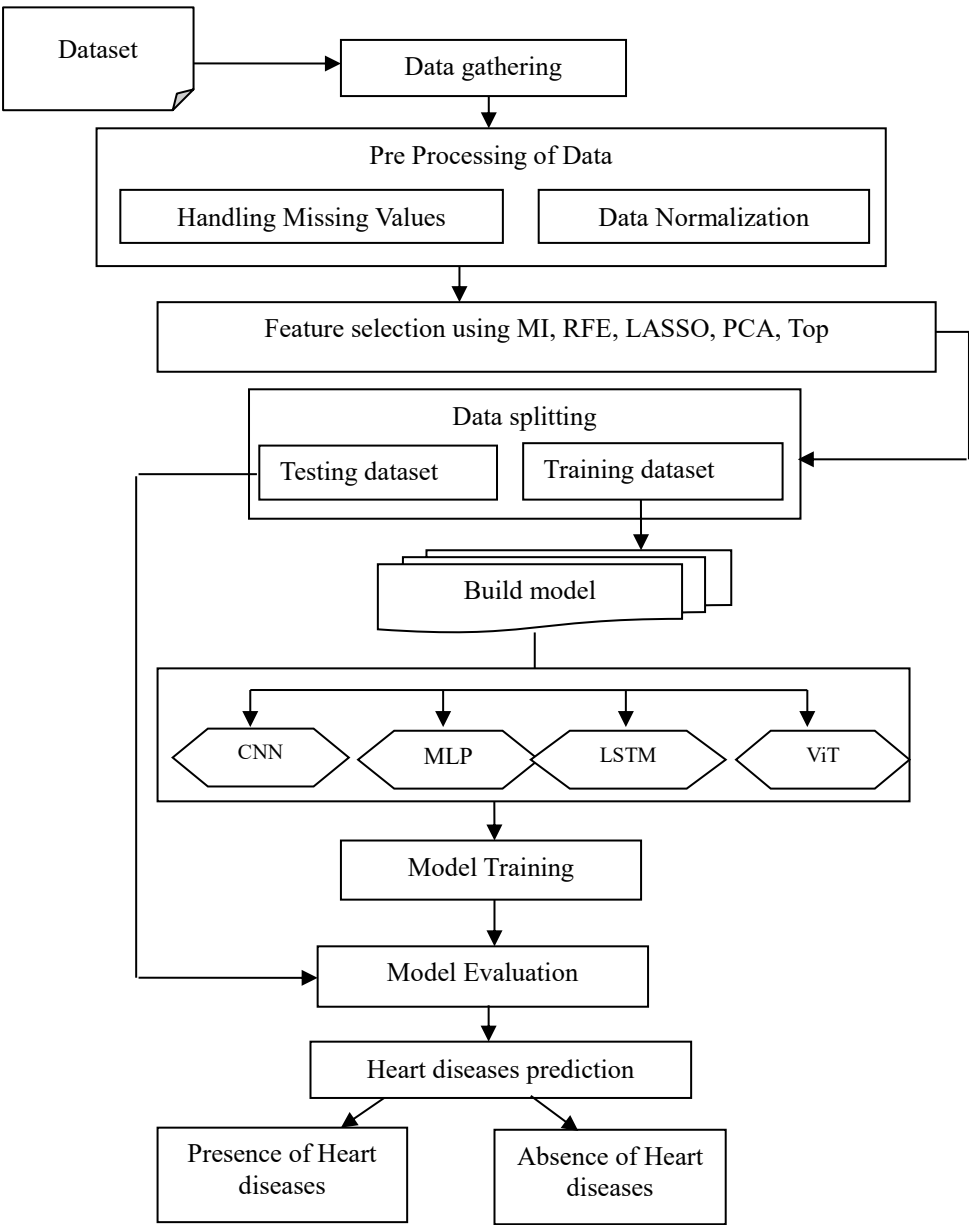 Dataset
Data gathering
Pre Processing of Data
Handling Missing Values
Data Normalization
Feature selection using MI, RFE, LASSO, PCA, Top
Data splitting
Testing dataset
Training dataset
Build model
CNN
MLP
LSTM
ViT
Model Training
Model Evaluation
Heart diseases prediction
Presence of Heart
diseases
Absence of Heart
diseases